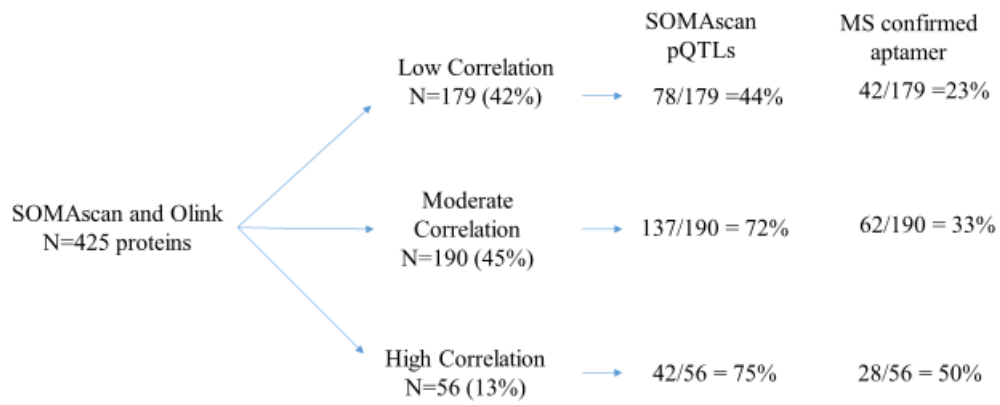 SOMAscan
pQTLs
MS confirmed
aptamer
Low Correlation
N=179 (42%)
78/179 =44%
42/179 =23%
SOMAscan and Olink
N=425 proteins
Moderate
Correlation
N=190 (45%)
137/190 = 72%
62/190 = 33%
High Correlation
N=56 (13%)
42/56 = 75%
28/56 = 50%